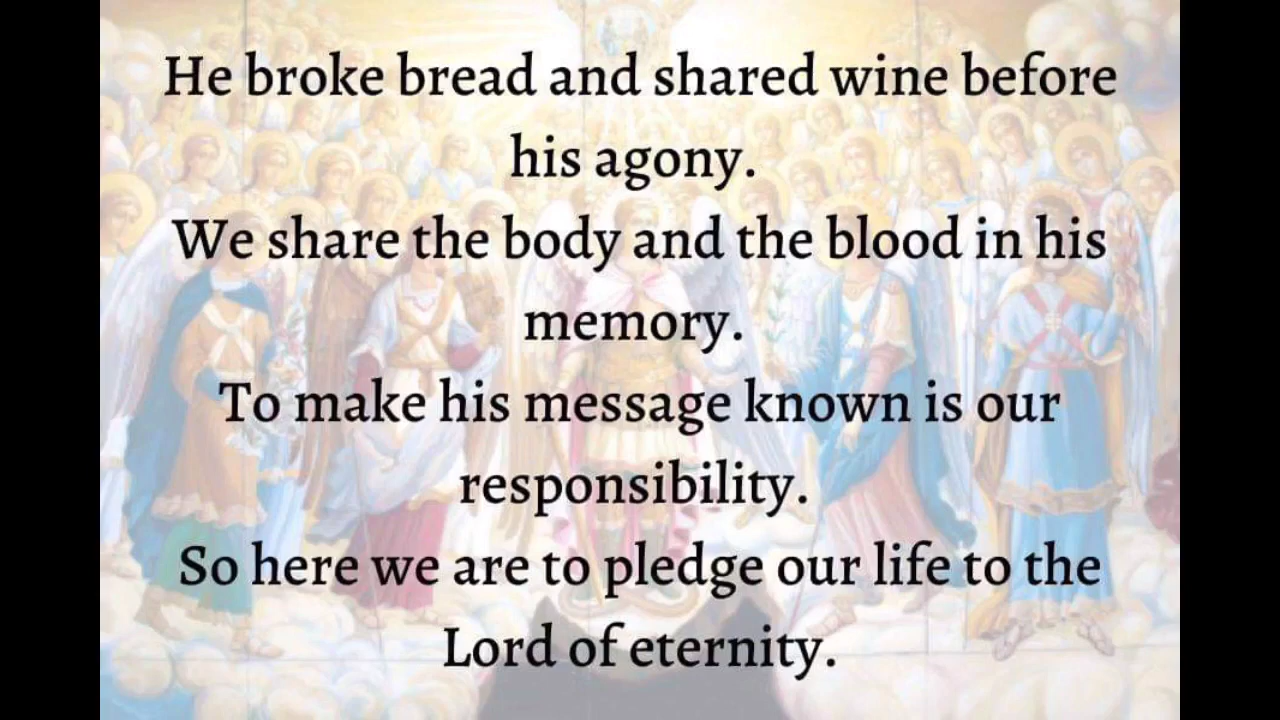 He broke bread and shared wine before
his agony.
We share the body and the blood in his
memory.
To make his message known is our
responsibility.
So here we are to pledge our life to the
Lord of eternity.